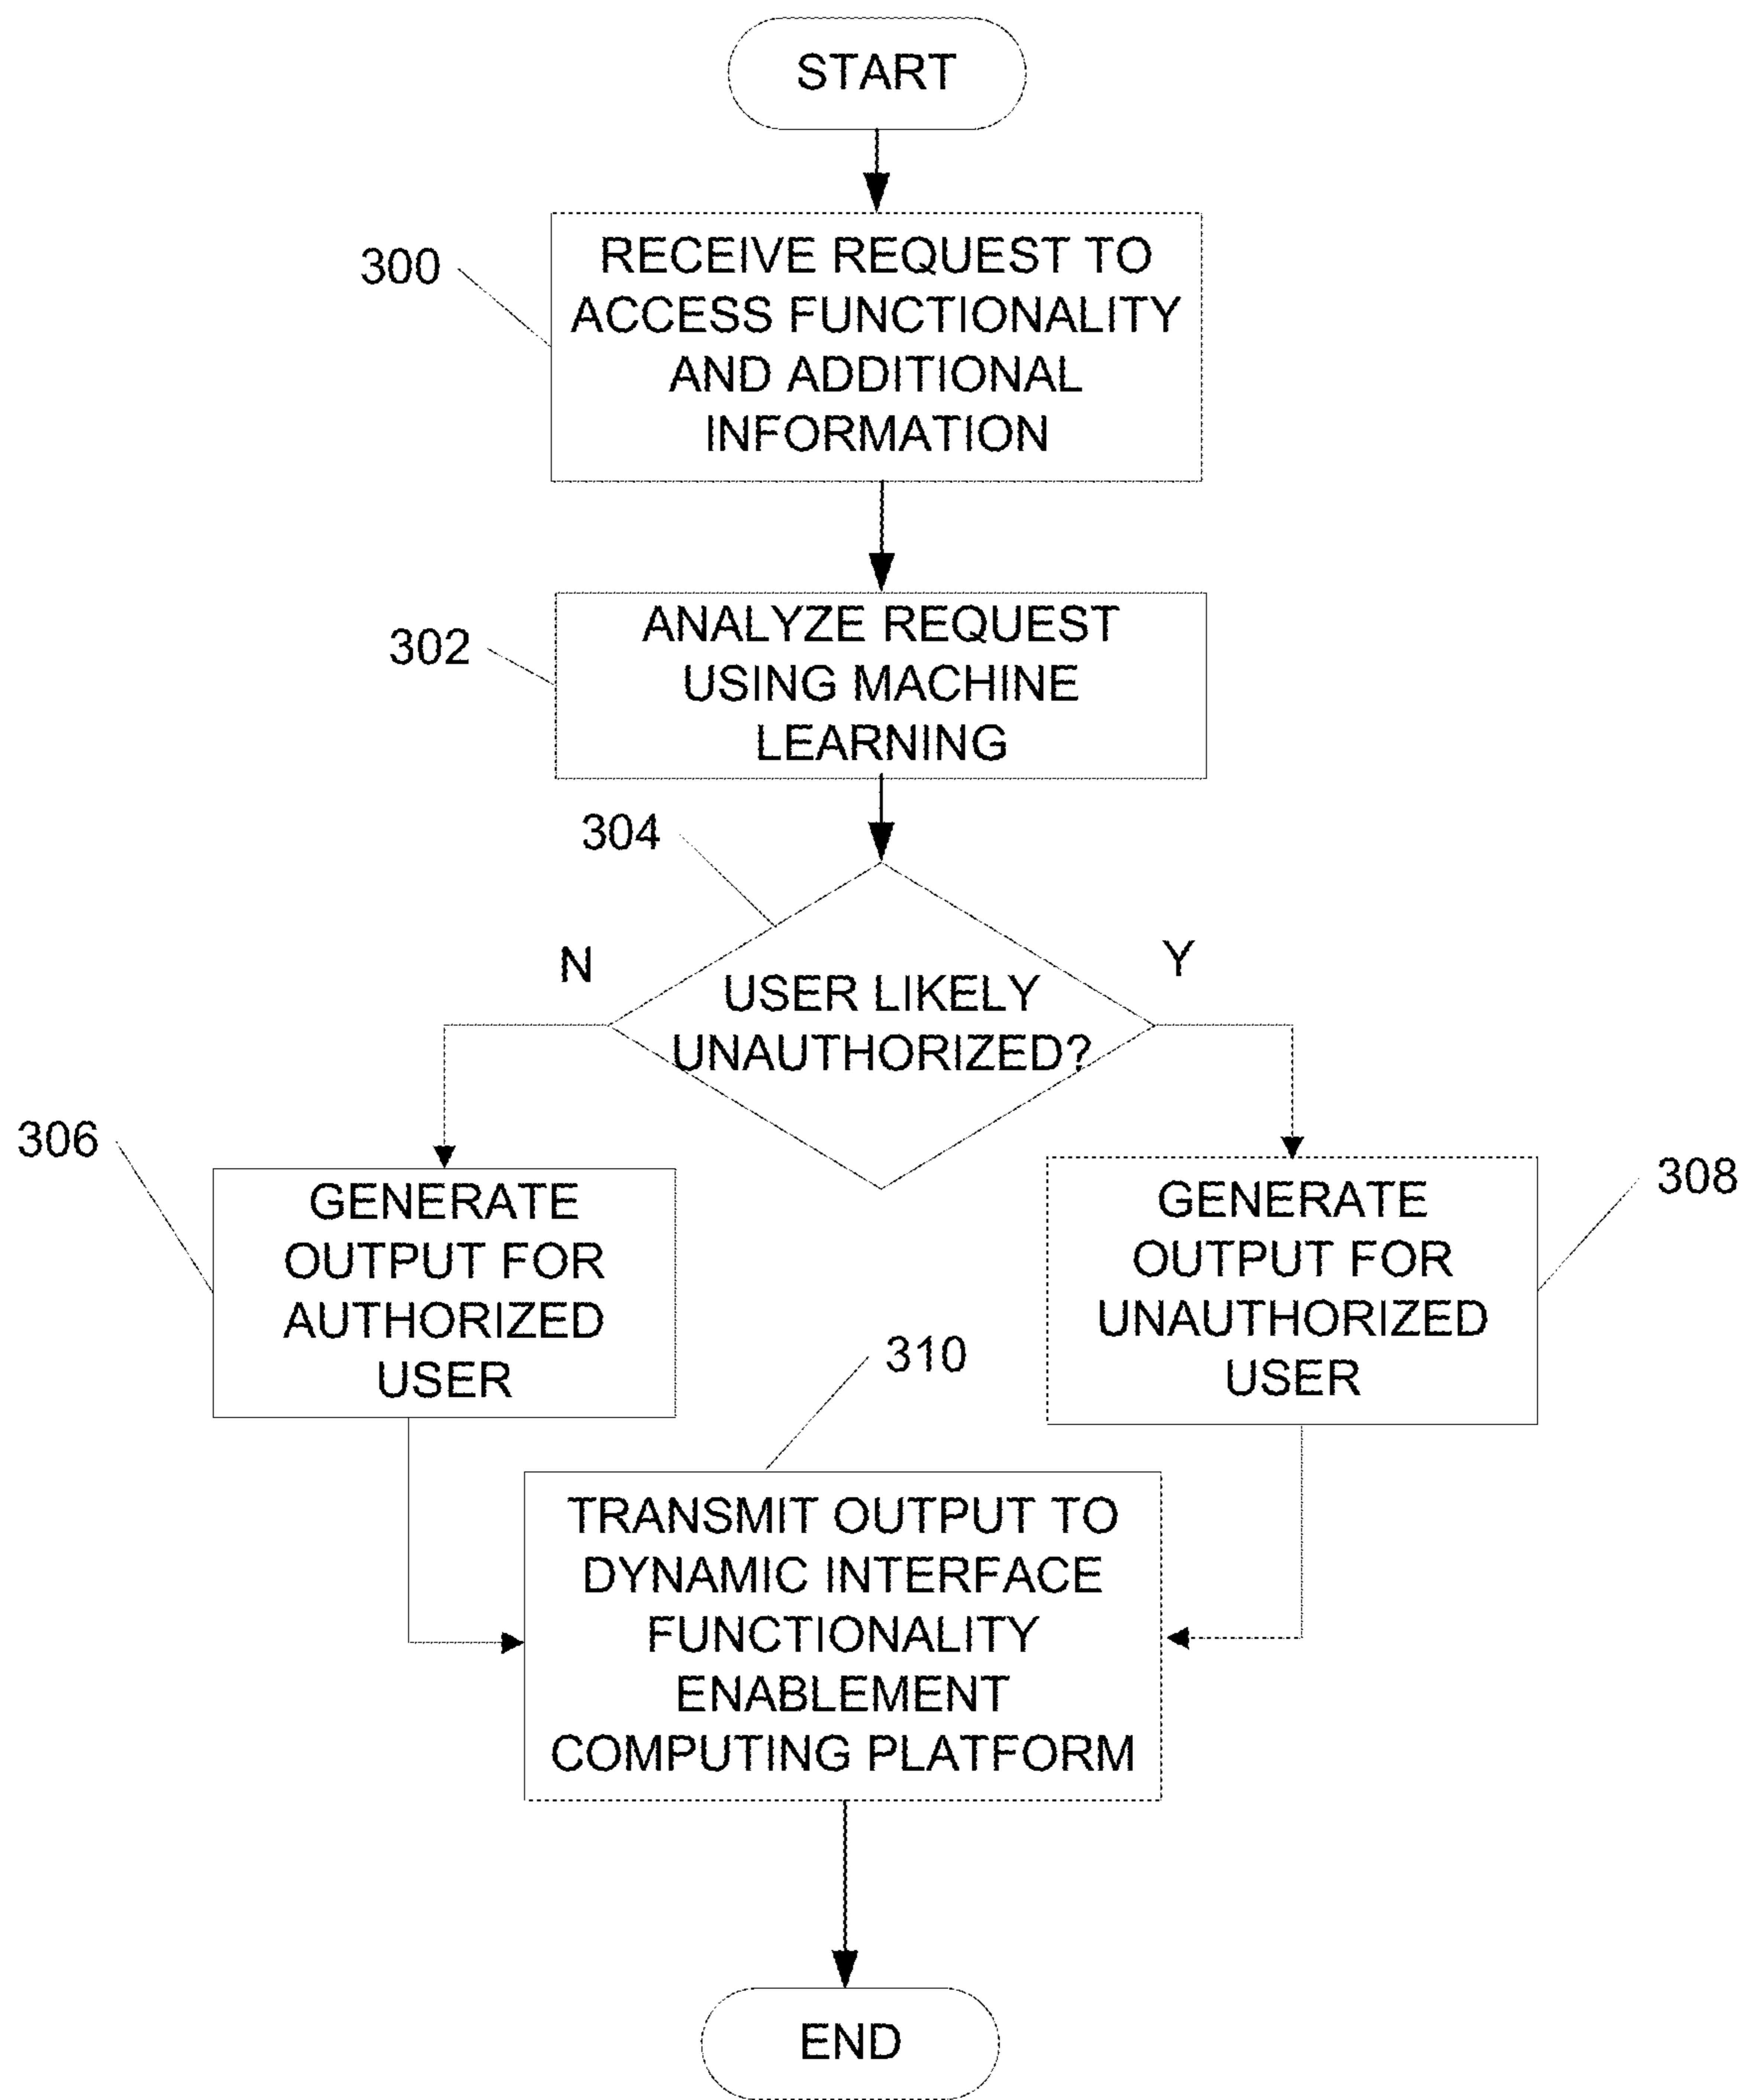 START
300
RECEIVE REQUEST TO
ACCESS FUNCTIONALITY
AND ADDITIONAL
INFORMATION
302
ANALYZE REQUEST
USING MACHINE
LEARNING
304
N
Y
USER LIKELY
UNAUTHORIZED?
306
GENERATE
OUTPUT FOR
AUTHORIZED
USER
308
GENERATE
OUTPUT FOR
UNAUTHORIZED
USER
310
TRANSMIT OUTPUT TO
DYNAMIC INTERFACE
FUNCTIONALITY
ENABLEMENT
COMPUTING PLATFORM
END